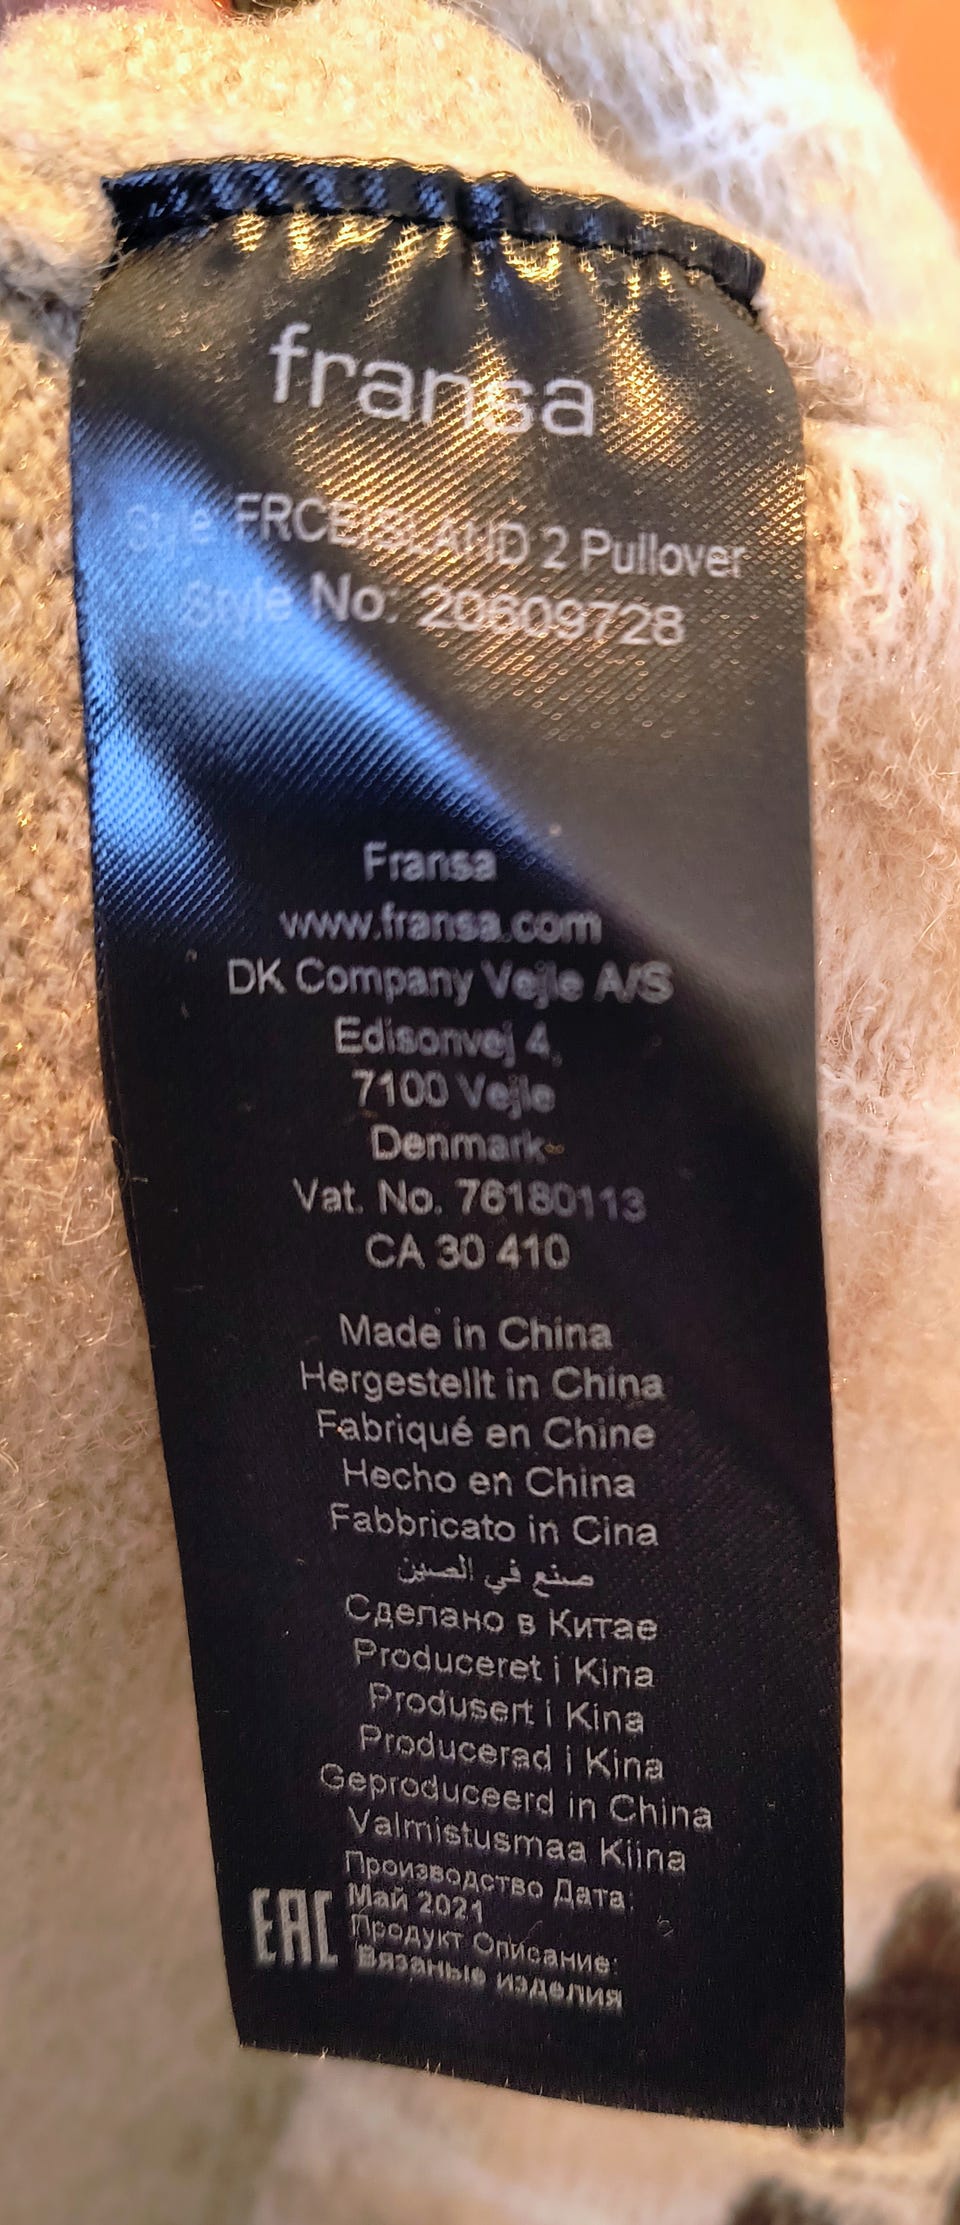 fransa
Style FRCEISLAND 2 Pullover
Style No: 20609728
Fransa
www.fransa.com
DK Company Vejle A/S
Edisonvej 4,
7100 Vejle
Denmark
Vat. No. 76180113
CA 30 410
Made in China
Hergestellt in China
Fabriqué en Chine
Hecho en China
Fabbricato in Cina
صنع في الصين
Сделано в Китае
Produceret i Kina
Produsert i Kina
Producerad i Kina
Geproduceerd in China
Valmistusmaa Kiina
Производство Дата:
Май 2021
EAC
Продукт Описание:
Вязаные изделия